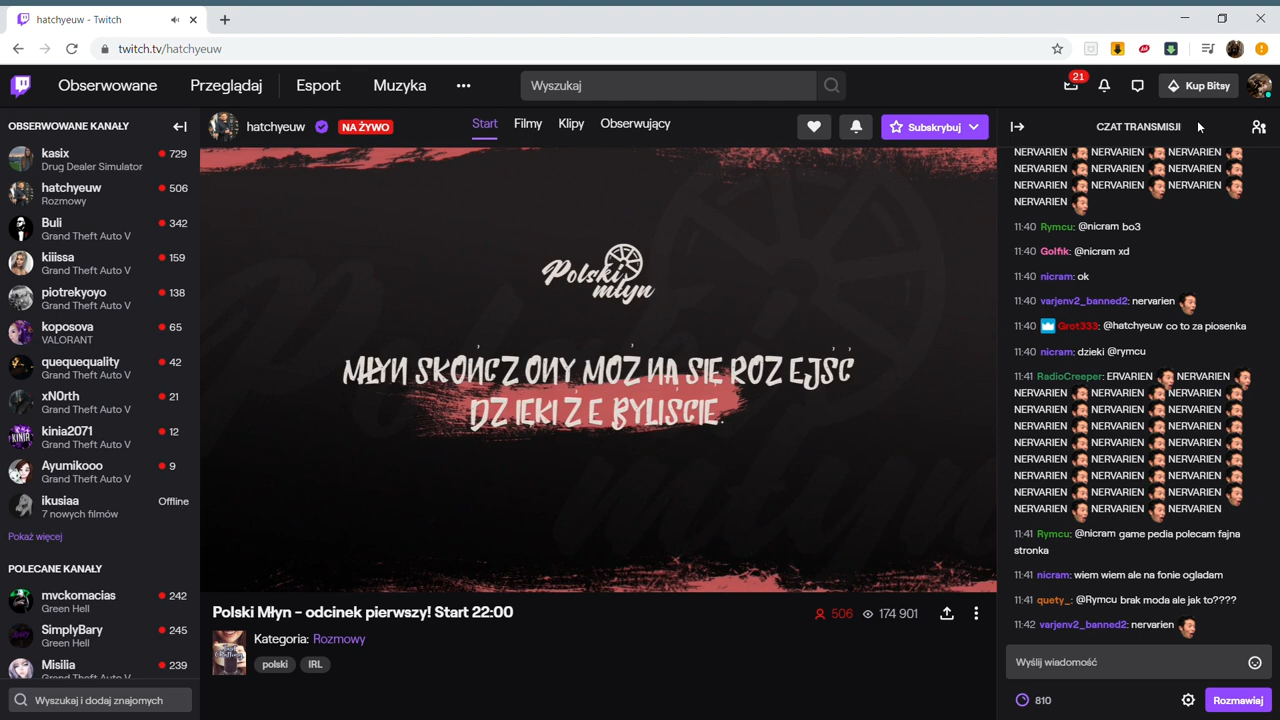 hatchyeuw - Twitch
twitch.tv/hatchyeuw
Obserwowane
Przeglądaj
Esport
Muzyka
Wyszukaj
21
Kup Bitsy
OBSERWOWANE KANAŁY
kasix
729
Drug Dealer Simulator
hatchyeuw
506
Rozmowy
Buli
342
Grand Theft Auto V
kiiissa
159
Grand Theft Auto V
piotrekyoyo
138
Grand Theft Auto V
koposova
65
VALORANT
quequequality
42
Grand Theft Auto V
xN0rth
21
Grand Theft Auto V
kinia2071
12
Grand Theft Auto V
Ayumikooo
9
Grand Theft Auto V
ikusiaa
Offline
7 nowych filmów
Pokaż więcej
POLECANE KANAŁY
mvckomacias
242
Green Hell
SimplyBary
245
Green Hell
Misilia
239
Grand Theft Auto V
Wyszukaj i dodaj znajomych
hatchyeuw
NA ŻYWO
Start
Filmy
Klipy
Obserwujący
Subskrybuj
Polski
młyn
MŁYN SKOŃCZONY MOŻNA SIĘ ROZEJŚĆ
DZIĘKI ŻE BYLIŚCIE.
Polski Młyn - odcinek pierwszy! Start 22:00
506
174 901
Kategoria: Rozmowy
polski
IRL
CZAT TRANSMISJI
NERVARIEN NERVARIEN NERVARIEN
NERVARIEN NERVARIEN NERVARIEN
NERVARIEN NERVARIEN NERVARIEN
NERVARIEN
11:40 Rymcu: @nicram bo3
11:40 Golfik: @nicram xd
11:40 nicram: ok
11:40 varjenv2_banned2: nervarien
11:40 Grot333: @hatchyeuw co to za piosenka
11:40 nicram: dzieki @rymcu
11:41 RadioCreeper: ERVARIEN NERVARIEN
NERVARIEN NERVARIEN NERVARIEN
NERVARIEN NERVARIEN NERVARIEN
NERVARIEN NERVARIEN NERVARIEN
NERVARIEN NERVARIEN NERVARIEN
NERVARIEN NERVARIEN NERVARIEN
NERVARIEN NERVARIEN NERVARIEN
NERVARIEN NERVARIEN NERVARIEN
NERVARIEN NERVARIEN NERVARIEN
11:41 Rymcu: @nicram game pedia polecam fajna
stronka
11:41 nicram: wiem wiem ale na fonie ogladam
11:41 quety_: @Rymcu brak moda ale jak to????
11:42 varjenv2_banned2: nervarien
Wyślij wiadomość
810
Rozmawiaj